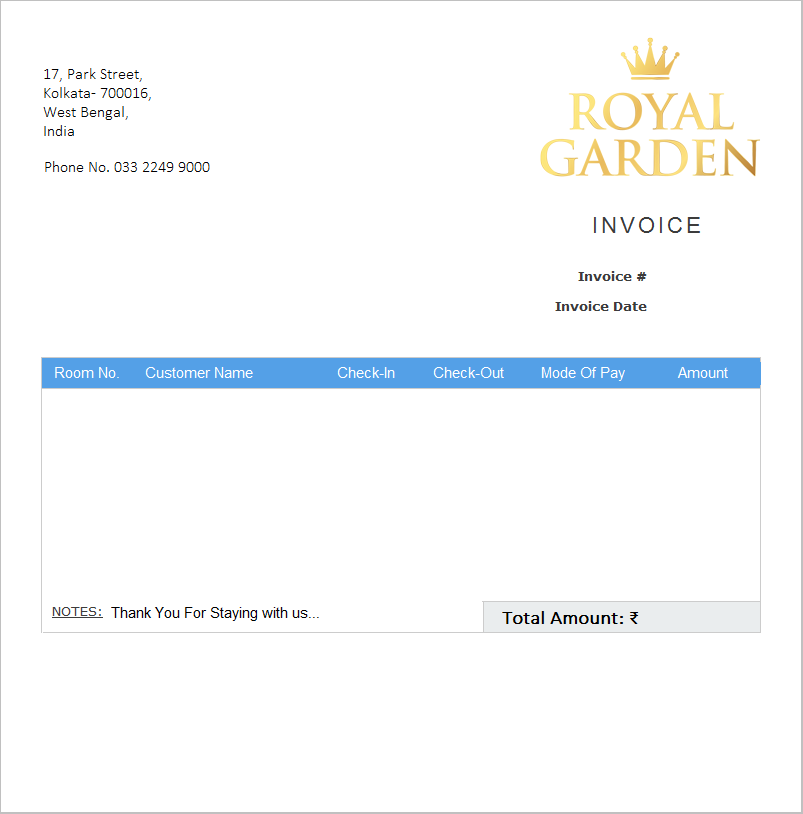 17, Park Street,
Kolkata- 700016,
West Bengal,
India
Phone No. 033 2249 9000
ROYAL
GARDEN
INVOICE
Invoice #
Invoice Date
Room No. Customer Name Check-In Check-Out Mode Of Pay Amount
NOTES: Thank You For Staying with us...
Total Amount: ₹